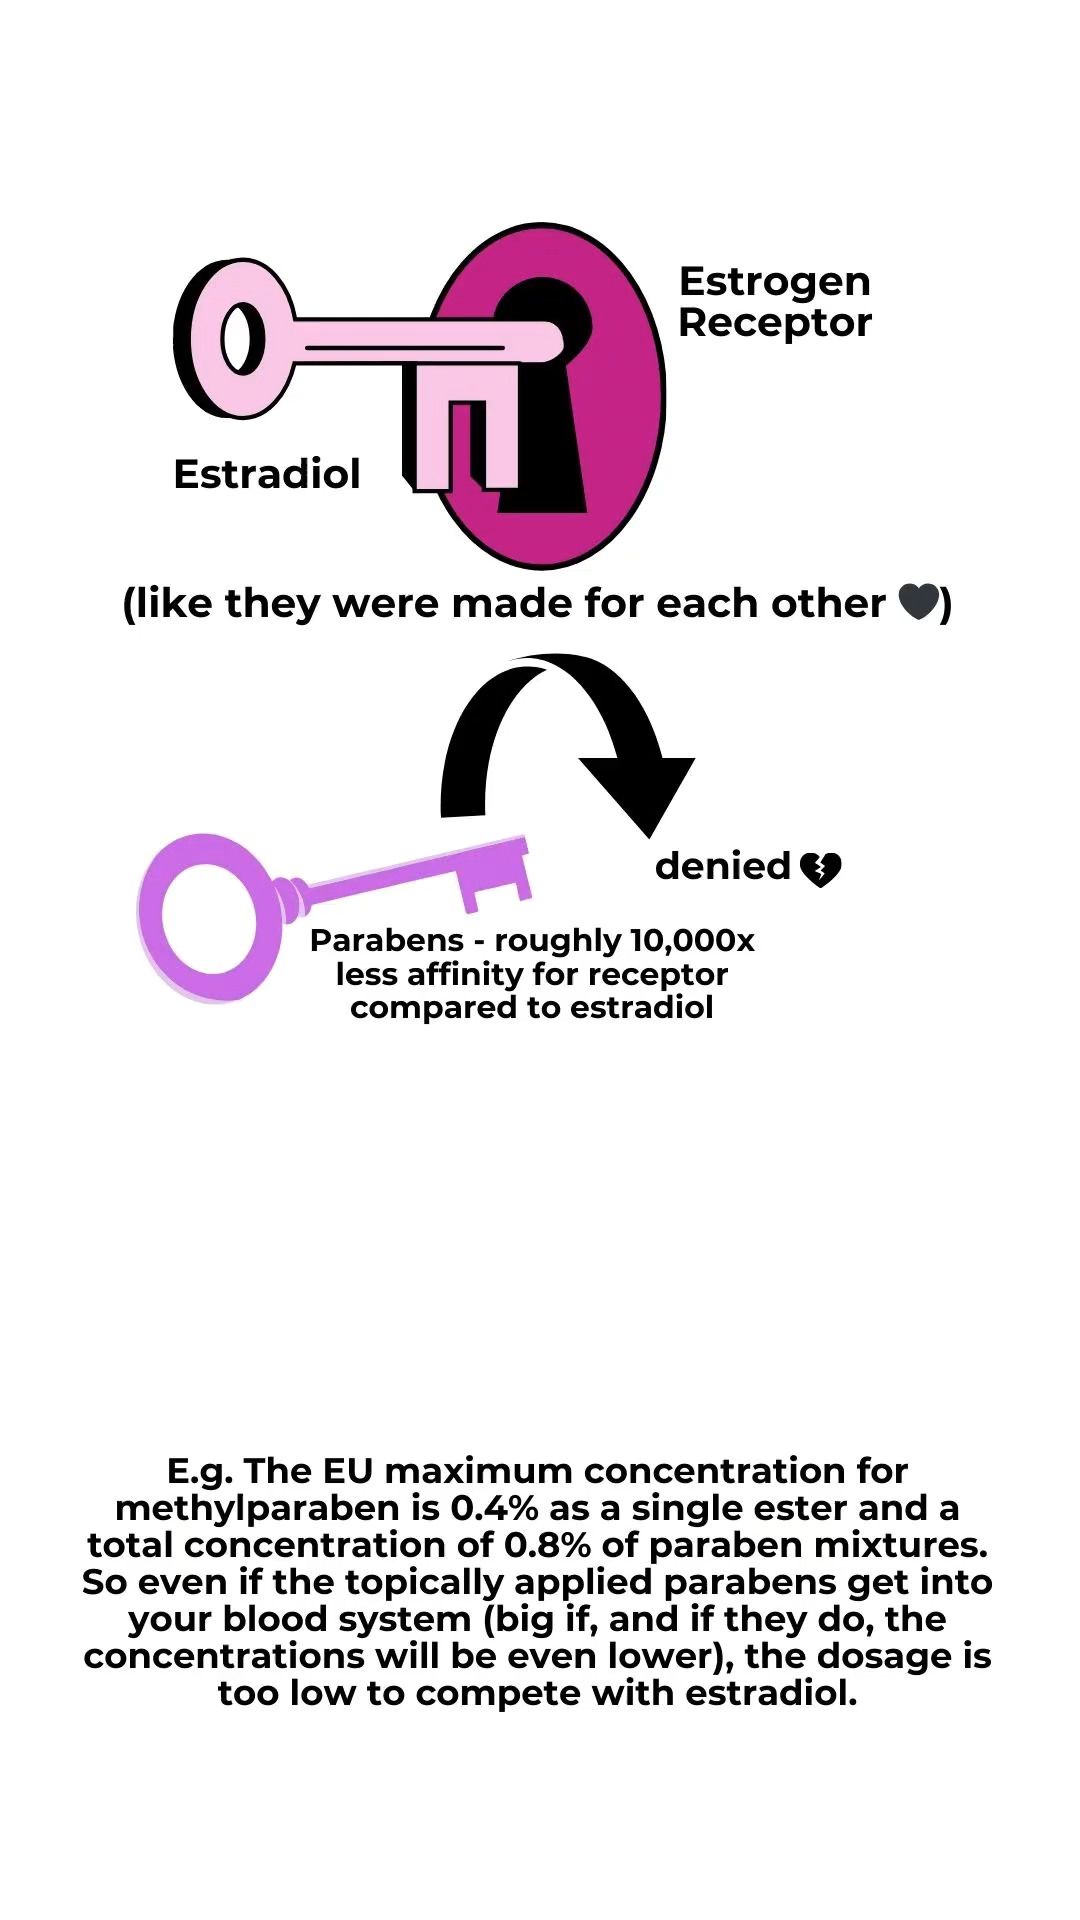 Estrogen
Receptor
Estradiol
(like they were made for each other 🖤)
denied 💔
Parabens - roughly 10,000x
less affinity for receptor
compared to estradiol
E.g. The EU maximum concentration for
methylparaben is 0.4% as a single ester and a
total concentration of 0.8% of paraben mixtures.
So even if the topically applied parabens get into
your blood system (big if, and if they do, the
concentrations will be even lower), the dosage is
too low to compete with estradiol.